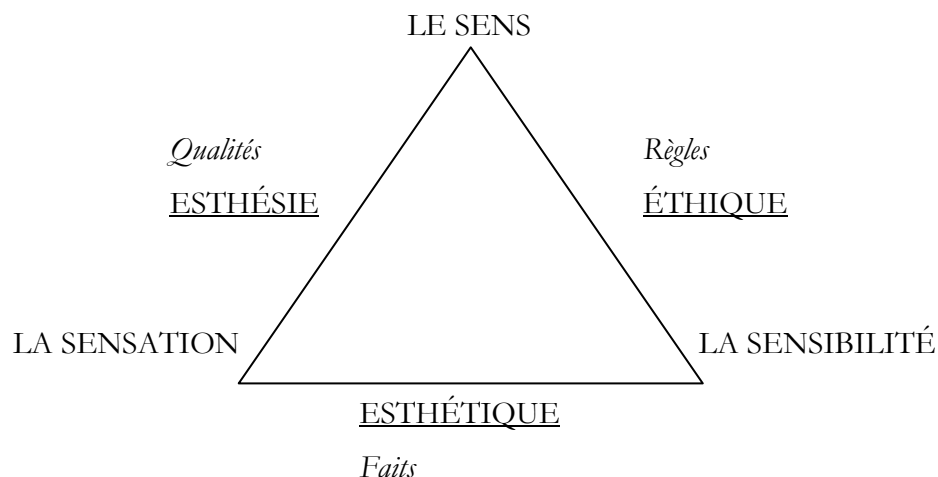 LE SENS
Qualités
Règles
ESTHÉSIE
ÉTHIQUE
LA SENSATION
LA SENSIBILITÉ
ESTHÉTIQUE
Faits